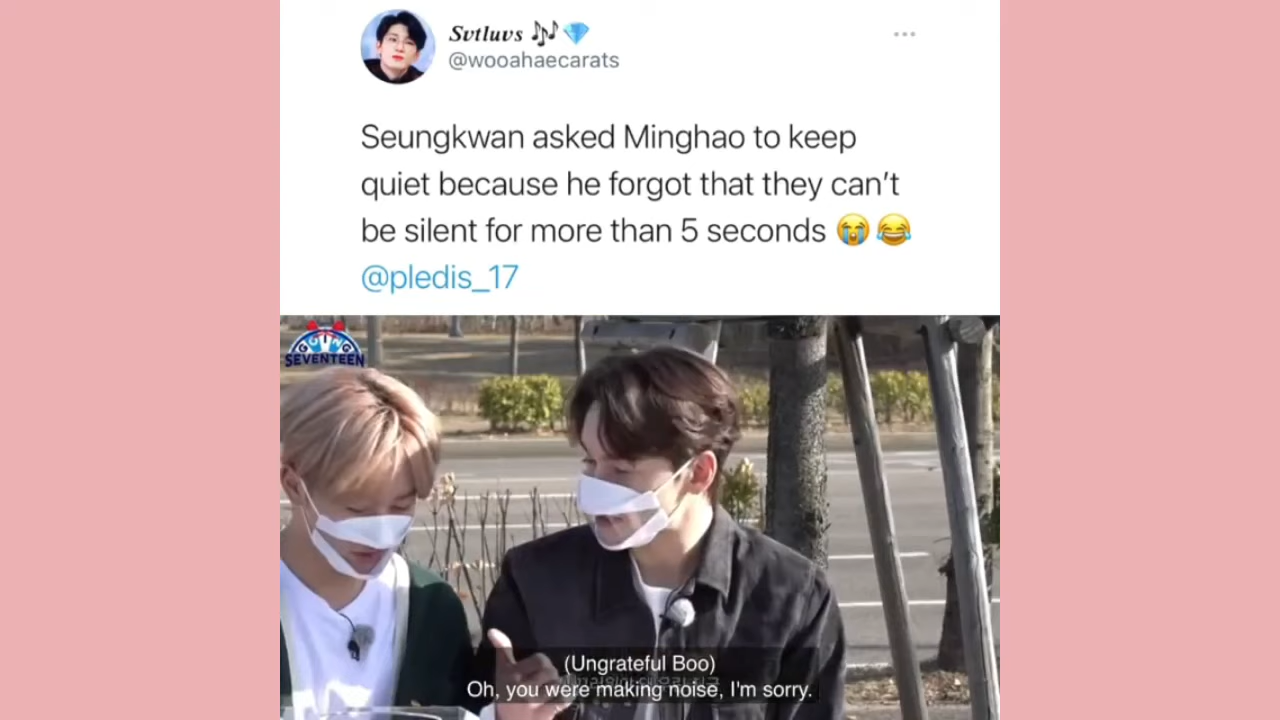 Svtluvs 🎶💎
@wooahaecarats
Seungkwan asked Minghao to keep
quiet because he forgot that they can't
be silent for more than 5 seconds 😭😂
@pledis_17
GOING
SEVENTEEN
(Ungrateful Boo)
Oh, you were making noise, I'm sorry.